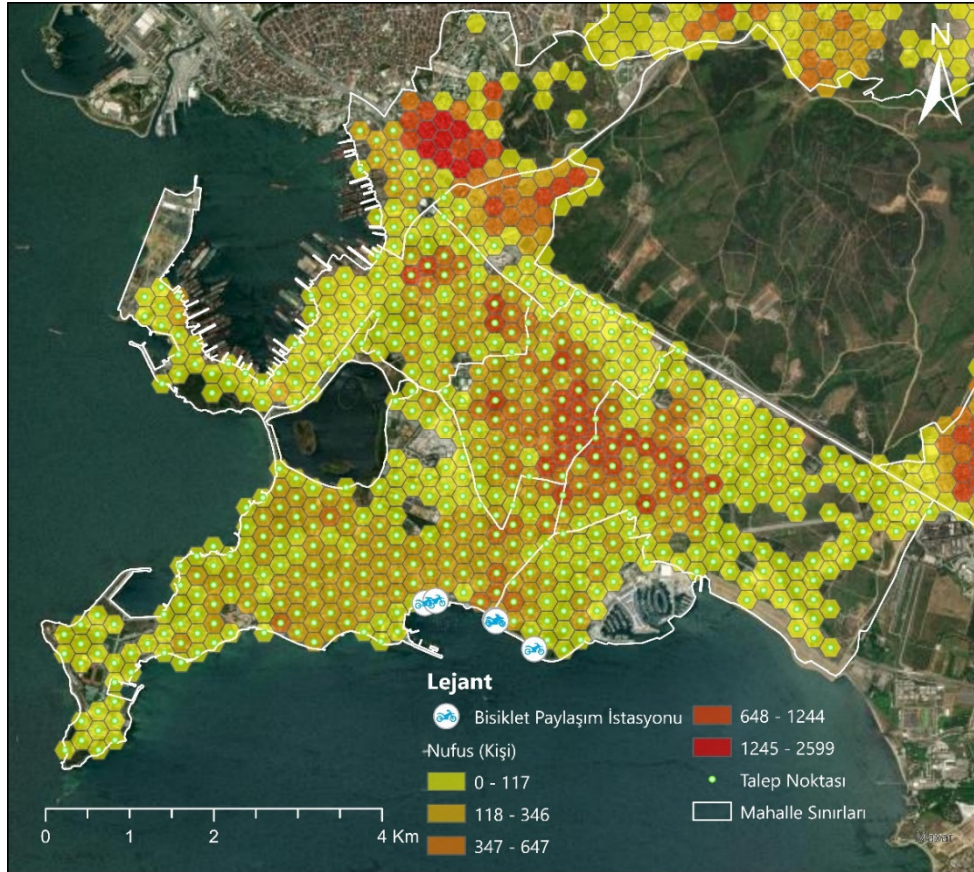 N
Lejant
Bisiklet Paylaşım İstasyonu
Nufus (Kişi)
0 - 117
118 - 346
347 - 647
648 - 1244
1245 - 2599
Talep Noktası
Mahalle Sınırları
0 1 2 4 Km